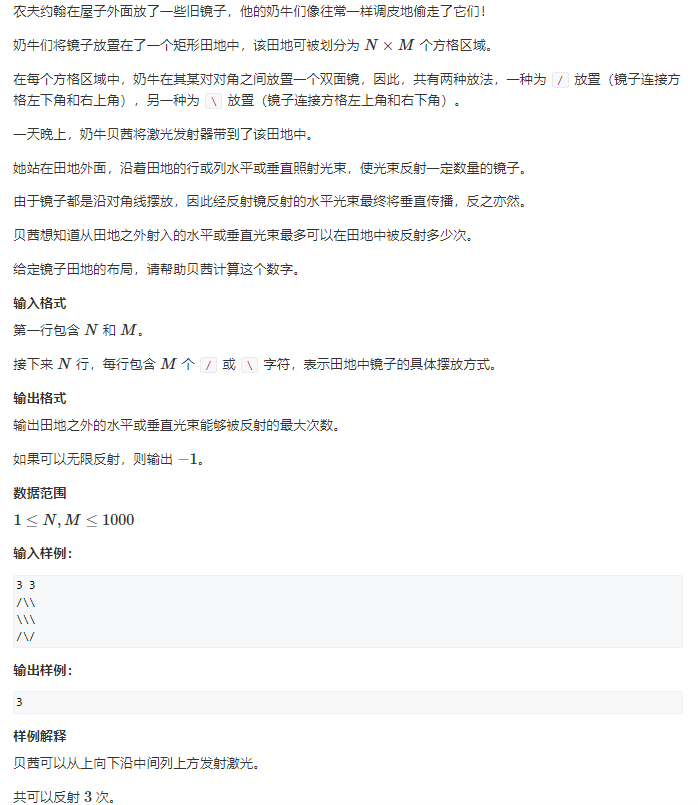 农夫约翰在屋子外面放了一些旧镜子，他的奶牛们像往常一样调皮地偷走了它们！
奶牛们将镜子放置在了一个矩形田地中，该田地可被划分为 N × M 个方格区域。
在每个方格区域中，奶牛在其某对对角之间放置一个双面镜，因此，共有两种放法，一种为 / 放置（镜子连接方
格左下角和右上角），另一种为 \ 放置（镜子连接方格左上角和右下角）。
一天晚上，奶牛贝茜将激光发射器带到了该田地中。
她站在田地外面，沿着田地的行或列水平或垂直照射光束，使光束反射一定数量的镜子。
由于镜子都是沿对角线摆放，因此经反射镜反射的水平光束最终将垂直传播，反之亦然。
贝茜想知道从田地之外射入的水平或垂直光束最多可以在田地中被反射多少次。
给定镜子田地的布局，请帮助贝茜计算这个数字。
输入格式
第一行包含 N 和 M。
接下来 N 行，每行包含 M 个 / 或 \ 字符，表示田地中镜子的具体摆放方式。
输出格式
输出田地之外的水平或垂直光束能够被反射的最大次数。
如果可以无限反射，则输出 −1。
数据范围
1 ≤ N, M ≤ 1000
输入样例：
3 3
/\\
\\\
/\/
输出样例：
3
样例解释
贝茜可以从上向下沿中间列上方发射激光。
共可以反射 3 次。